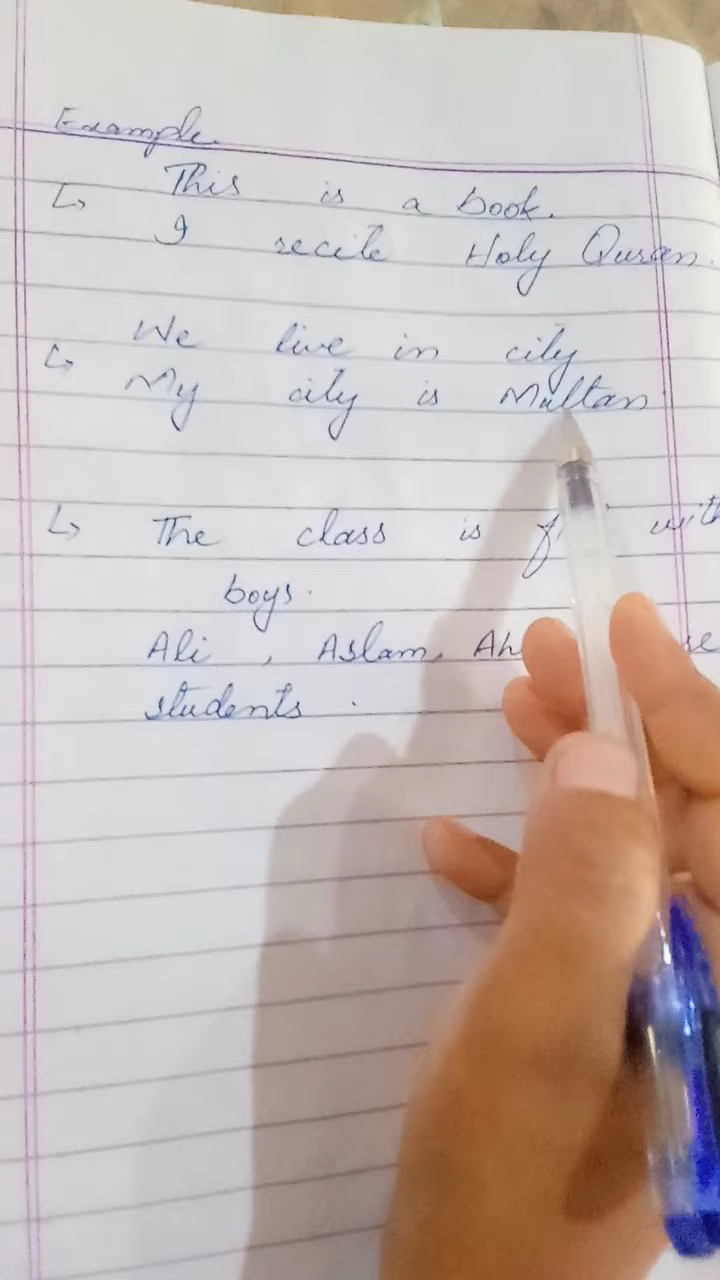 Example.
↳ This is a book.
I recite Holy Quran.
↳ We live in city
My city is Multan
↳ The class is with
boys.
Ali , Aslam,
students .